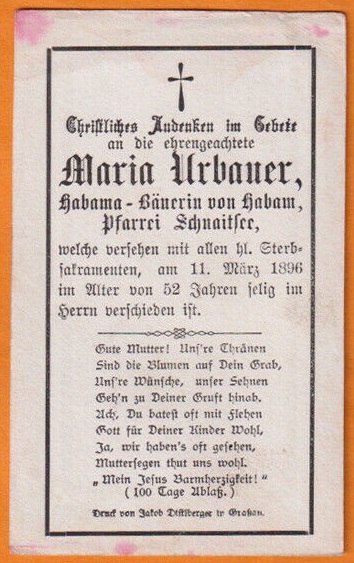 Christliches Andenken im Gebete
an die ehrengeachtete
Maria Urbauer,
Habama-Bäuerin von Habam,
Pfarrei Schnaitsee,
welche versehen mit allen hl. Sterb-
sakramenten, am 11. März 1896
im Alter von 52 Jahren selig im
Herrn verschieden ist.
Gute Mutter! Uns're Thränen
Sind die Blumen auf Dein Grab,
Uns're Wünsche, unser Sehnen
Geh'n zu Deiner Gruft hinab.
Ach, Du batest oft mit Flehen
Gott für Deiner Kinder Wohl,
Ja, wir haben's oft gesehen,
Muttersegen thut uns wohl.
„Mein Jesus Barmherzigkeit!"
(100 Tage Ablaß.)
Druck von Jakob Distlberger in